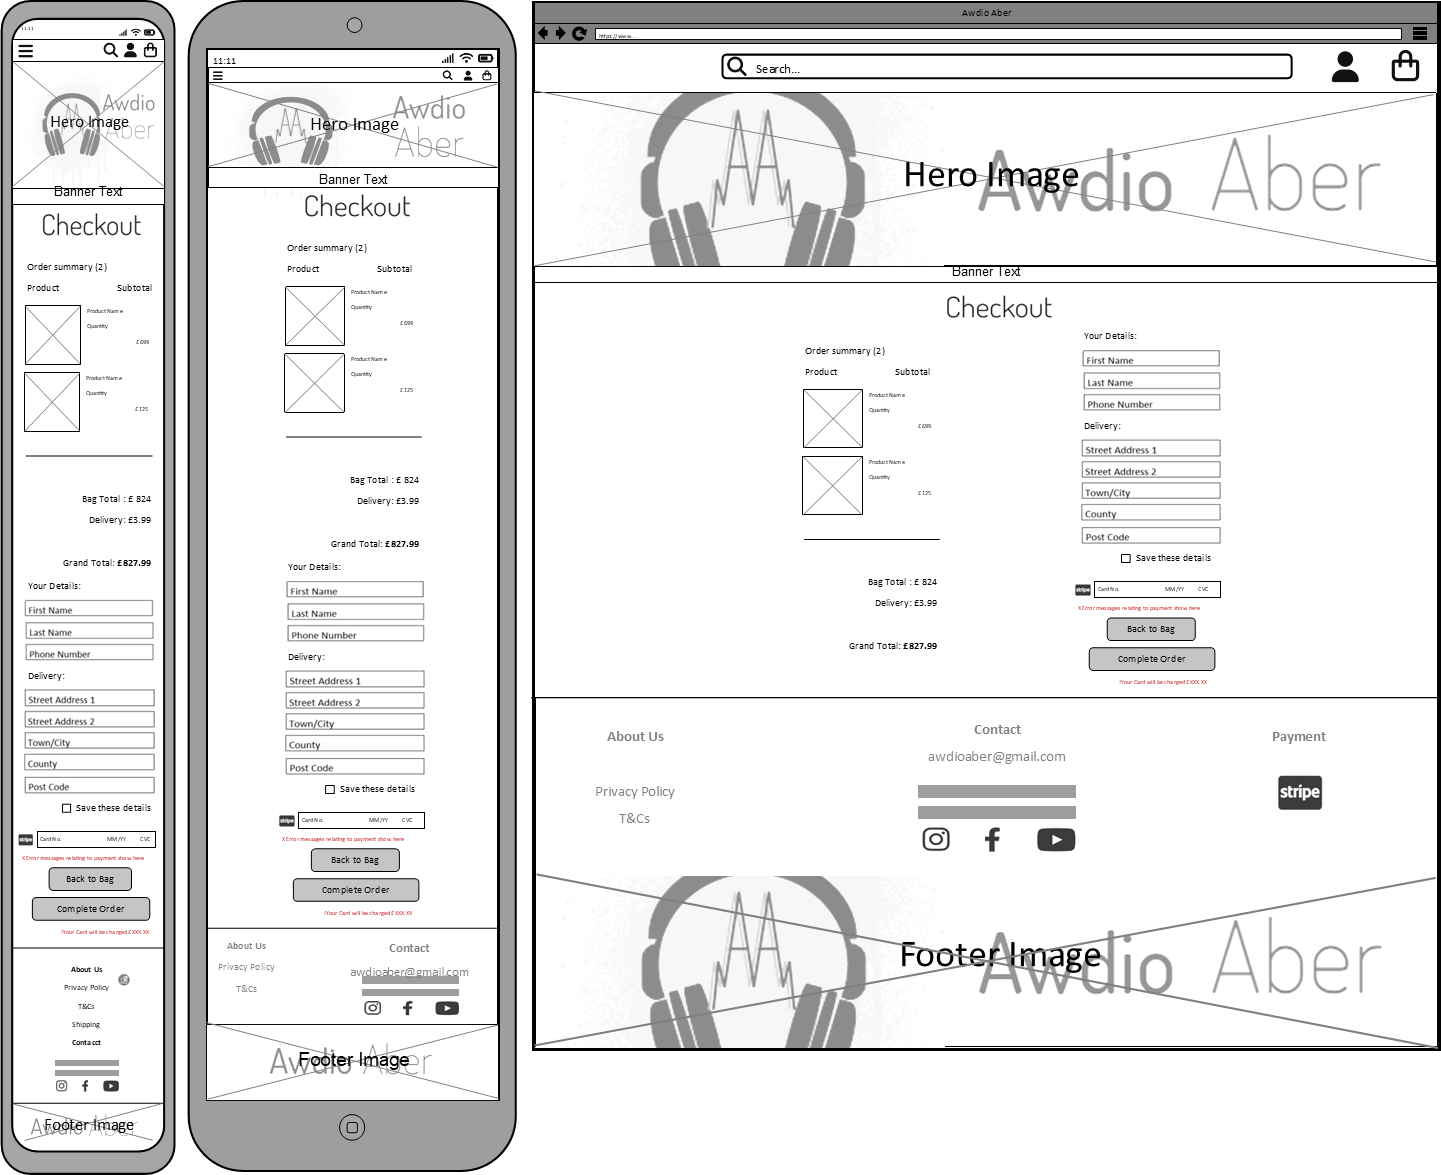 11:11
Awdio
Aber
Hero Image
Banner Text
Checkout
Order summary (2)
Product Subtotal
Product Name
Quantity
£699
Product Name
Quantity
£125
Bag Total : £ 824
Delivery: £3.99
Grand Total: £827.99
Your Details:
First Name
Last Name
Phone Number
Delivery:
Street Address 1
Street Address 2
Town/City
County
Post Code
Save these details
stripe Card No. MM/YY CVC
X Error messages relating to payment show here
Back to Bag
Complete Order
!Your Card will be charged £XXX.XX
About Us
Privacy Policy
T&Cs
Shipping
Contacct
Awdio Aber
Footer Image
11:11
Awdio
Aber
Hero Image
Banner Text
Checkout
Order summary (2)
Product Subtotal
Product Name
Quantity
£699
Product Name
Quantity
£125
Bag Total : £ 824
Delivery: £3.99
Grand Total: £827.99
Your Details:
First Name
Last Name
Phone Number
Delivery:
Street Address 1
Street Address 2
Town/City
County
Post Code
Save these details
stripe Card No. MM/YY CVC
X Error messages relating to payment show here
Back to Bag
Complete Order
!Your Card will be charged £XXX.XX
About Us
Privacy Policy
T&Cs
Contact
awdioaber@gmail.com
Awdio Aber
Footer Image
Awdio Aber
https://www...
Search...
Hero Image
Awdio Aber
Banner Text
Checkout
Order summary (2)
Product Subtotal
Product Name
Quantity
£699
Product Name
Quantity
£125
Bag Total : £ 824
Delivery: £3.99
Grand Total: £827.99
Your Details:
First Name
Last Name
Phone Number
Delivery:
Street Address 1
Street Address 2
Town/City
County
Post Code
Save these details
stripe Card No. MM/YY CVC
X Error messages relating to payment show here
Back to Bag
Complete Order
!Your Card will be charged £XXX.XX
About Us
Privacy Policy
T&Cs
Contact
awdioaber@gmail.com
Payment
stripe
Footer Image
Awdio Aber